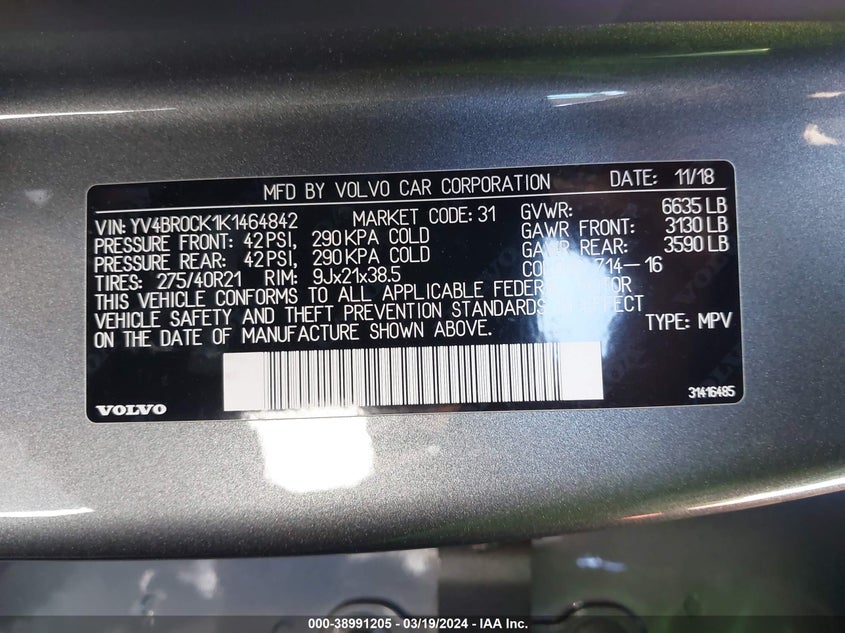 MFD BY VOLVO CAR CORPORATION DATE: 11/18
VIN: YV4BR0CK1K1464842 MARKET CODE: 31 GVWR: 6635 LB
PRESSURE FRONT: 42 PSI, 290 KPA COLD GAWR FRONT: 3130 LB
PRESSURE REAR: 42 PSI, 290 KPA COLD GAWR REAR: 3590 LB
TIRES: 275/40R21 RIM: 9Jx21x38.5 714-16
THIS VEHICLE CONFORMS TO ALL APPLICABLE MOTOR
VEHICLE SAFETY AND THEFT PREVENTION STANDARDS IN EFFECT
ON THE DATE OF MANUFACTURE SHOWN ABOVE. TYPE: MPV
VOLVO
31416485
000-38991205 — 03/19/2024 — IAA Inc.